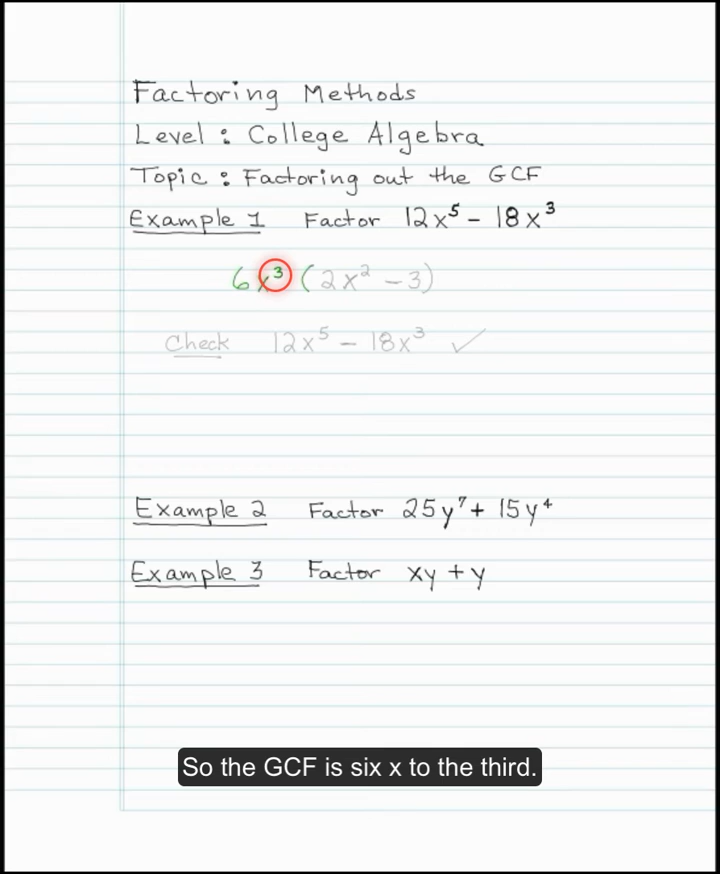 Factoring Methods
Level : College Algebra
Topic : Factoring out the GCF
Example 1 Factor 12x⁵ - 18x³
6x³ (2x² - 3)
Check 12x⁵ - 18x³ ✓
Example 2 Factor 25y⁷ + 15y⁴
Example 3 Factor xy + y
So the GCF is six x to the third.